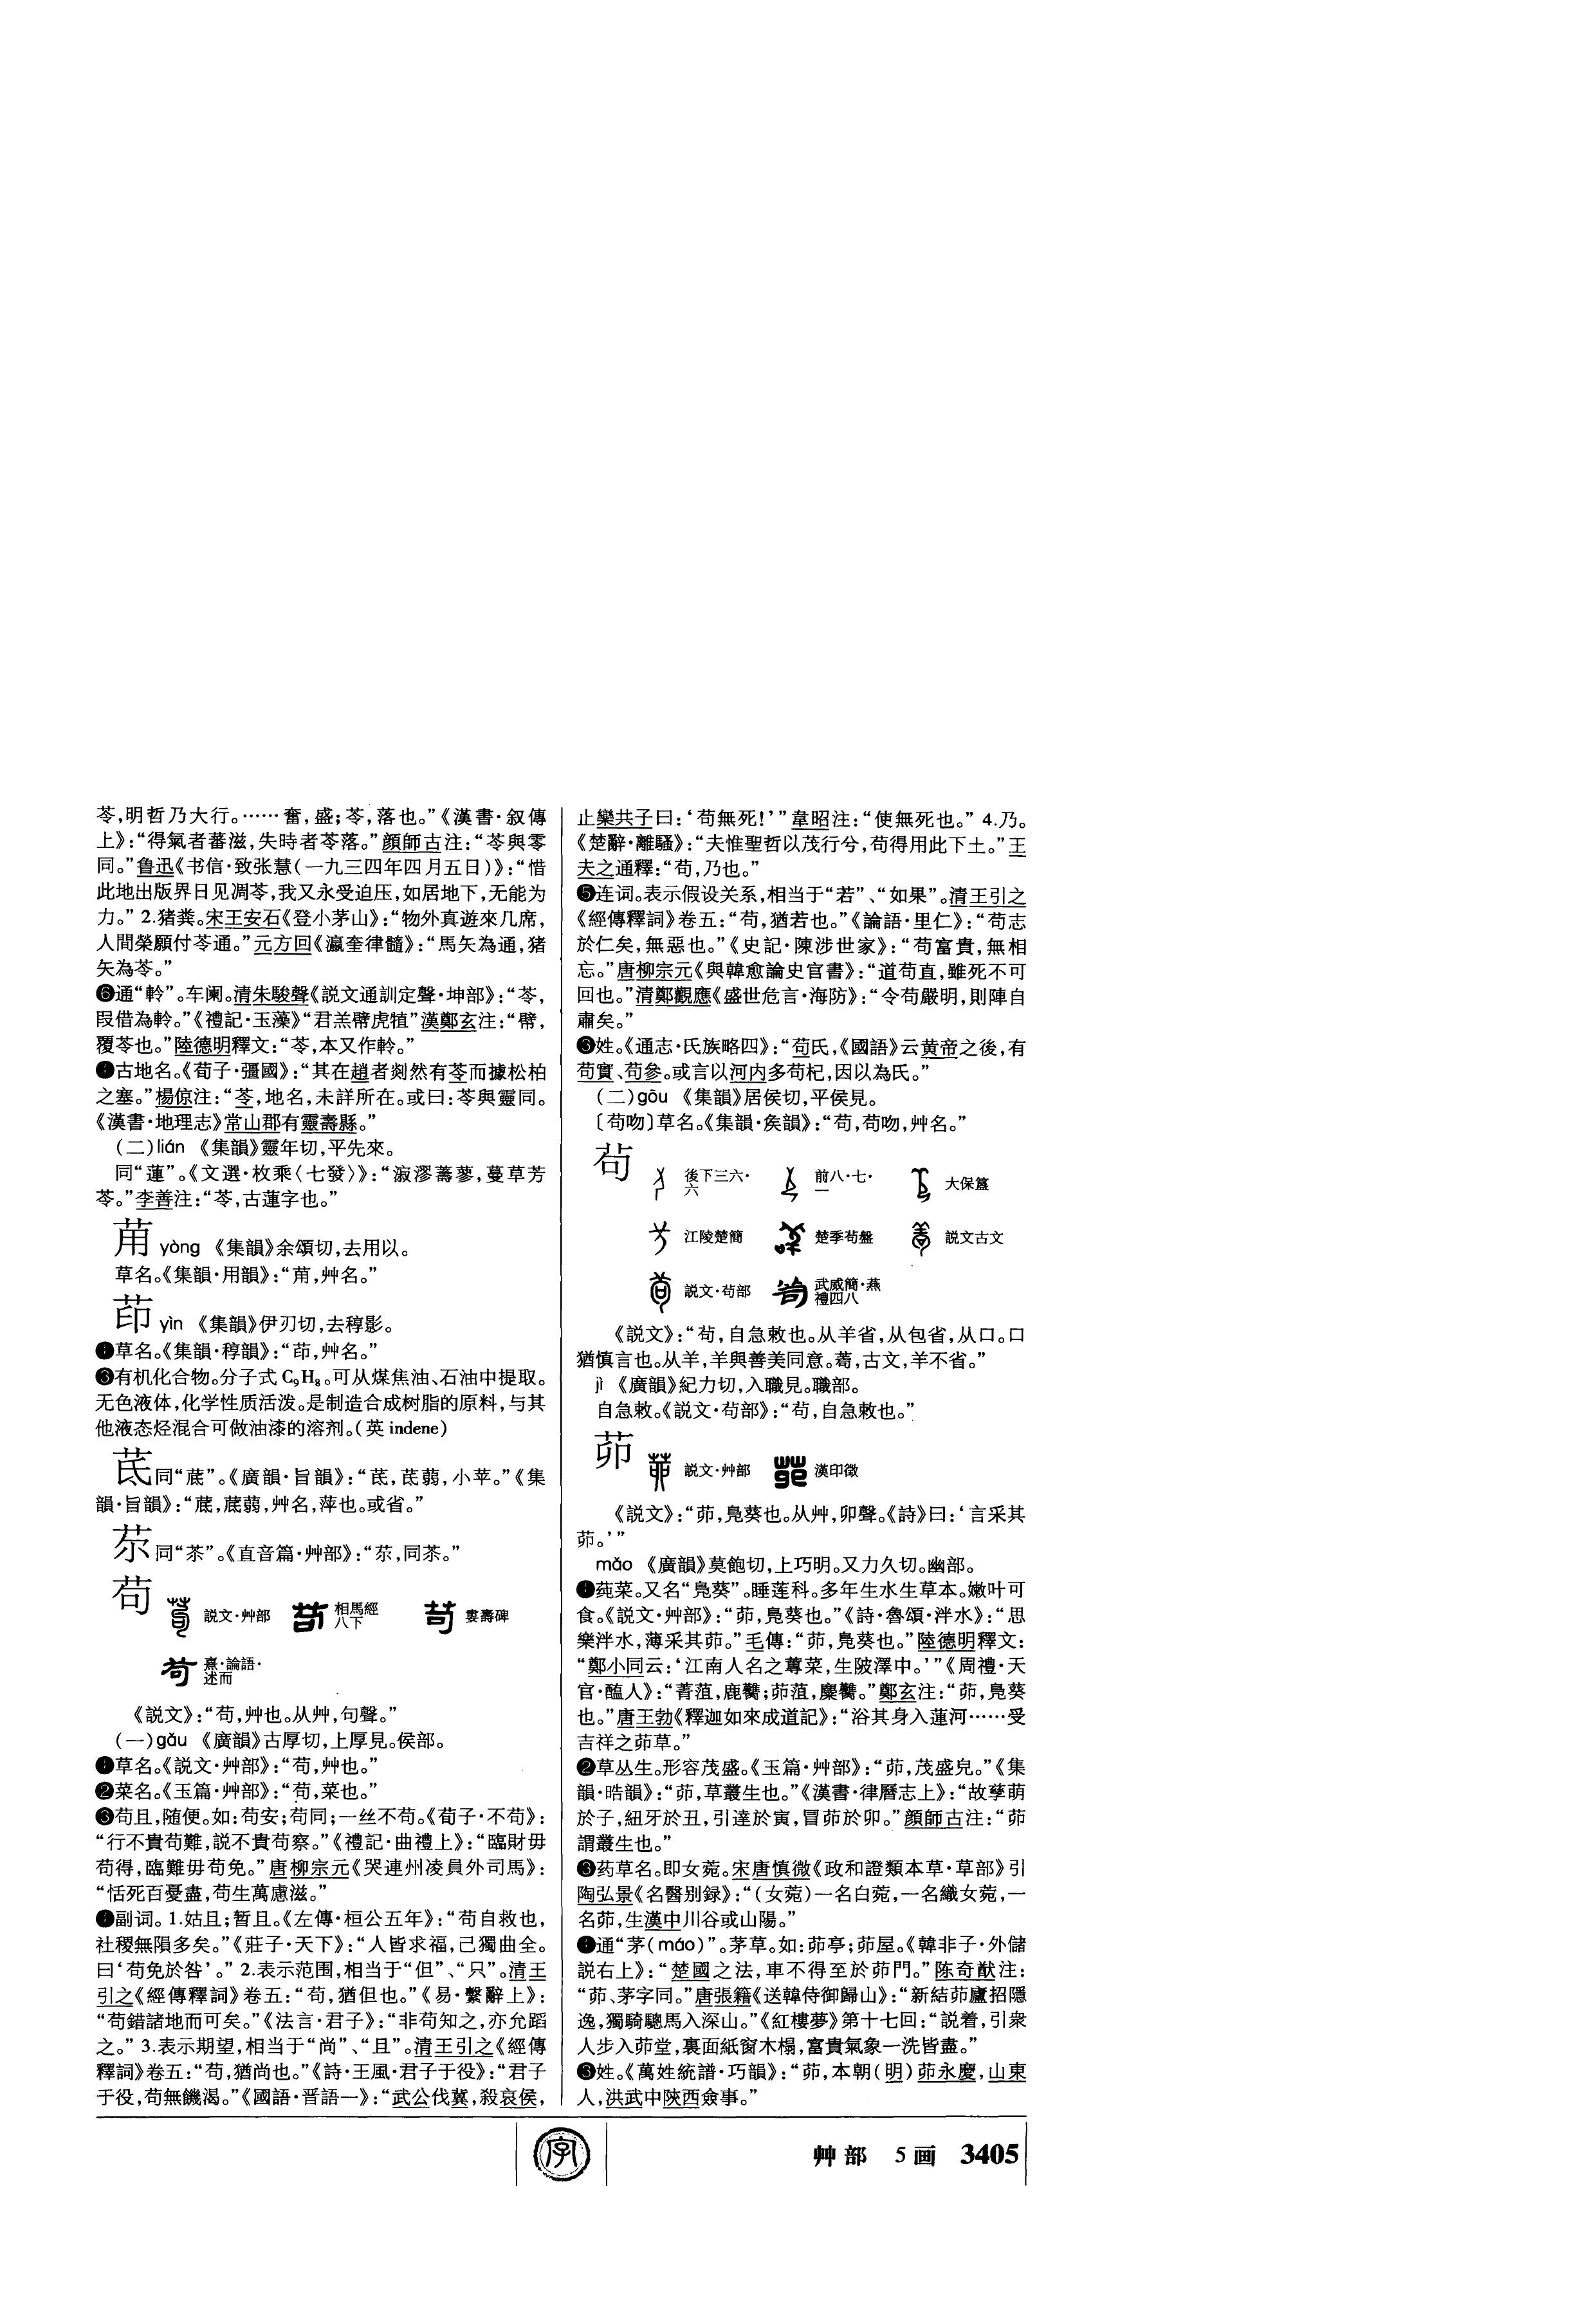 苓,明哲乃大行。……奮,盛;苓,落也。”《漢書·叙傳
上》:“得氣者蕃滋,失時者苓落。”顔師古注:“苓與零
同。”鲁迅《书信·致张慧(一九三四年四月五日)》:“惜
此地出版界日见凋苓,我又永受迫压,如居地下,无能为
力。” 2.猪粪。宋王安石《登小茅山》:“物外真遊來几席,
人間榮願付苓通。”元方回《瀛奎律髓》:“馬矢為通,猪
矢為苓。”
❻通“軨”。车阑。清朱駿聲《説文通訓定聲·坤部》:“苓,
叚借為軨。”《禮記·玉藻》“君羔幦虎犆”漢鄭玄注:“幦,
覆苓也。”陸德明釋文:“苓,本又作軨。”
古地名。《荀子·彊國》:“其在趙者剡然有苓而據松柏
之塞。”楊倞注:“苓,地名,未詳所在。或曰:苓與靈同。
《漢書·地理志》常山郡有靈壽縣。”
(二)lián 《集韻》靈年切,平先來。
同“蓮”。《文選·枚乘〈七發〉》:“漃漻薵蓼,蔓草芳
苓。”李善注:“苓,古蓮字也。”
苚 yòng 《集韻》余頌切,去用以。
草名。《集韻·用韻》:“苚,艸名。”
茚 yìn 《集韻》伊刃切,去稕影。
草名。《集韻·稕韻》:“茚,艸名。”
有机化合物。分子式 C₉H₈。可从煤焦油、石油中提取。
无色液体,化学性质活泼。是制造合成树脂的原料,与其
他液态烃混合可做油漆的溶剂。(英 indene)
茋同“菧”。《廣韻·旨韻》:“茋,茋蒻,小苹。”《集
韻·旨韻》:“菧,菧蒻,艸名,萍也。或省。”
苶同“茶”。《直音篇·艸部》:“苶,同茶。”
苟 説文·艸部 相馬經八下 婁壽碑
熹·論語·述而
《説文》:“苟,艸也。从艸,句聲。”
(一)gǒu 《廣韻》古厚切,上厚見。侯部。
草名。《説文·艸部》:“苟,艸也。”
❷菜名。《玉篇·艸部》:“苟,菜也。”
❸苟且,随便。如:苟安;苟同;一丝不苟。《荀子·不苟》:
“行不貴苟難,説不貴苟察。”《禮記·曲禮上》:“臨財毋
苟得,臨難毋苟免。”唐柳宗元《哭連州凌員外司馬》:
“恬死百憂盡,苟生萬慮滋。”
副词。1.姑且;暂且。《左傳·桓公五年》:“苟自救也,
社稷無隕多矣。”《莊子·天下》:“人皆求福,己獨曲全。
曰‘苟免於咎’。” 2.表示范围,相当于“但”、“只”。清王
引之《經傳釋詞》卷五:“苟,猶但也。”《易·繫辭上》:
“苟錯諸地而可矣。”《法言·君子》:“非苟知之,亦允蹈
之。” 3.表示期望,相当于“尚”、“且”。清王引之《經傳
釋詞》卷五:“苟,猶尚也。”《詩·王風·君子于役》:“君子
于役,苟無饑渴。”《國語·晋語一》:“武公伐冀,殺哀侯,
止欒共子曰:‘苟無死!’”韋昭注:“使無死也。” 4.乃。
《楚辭·離騷》:“夫惟聖哲以茂行兮,苟得用此下土。”王
夫之通釋:“苟,乃也。”
❺连词。表示假设关系,相当于“若”、“如果”。清王引之
《經傳釋詞》卷五:“苟,猶若也。”《論語·里仁》:“苟志
於仁矣,無惡也。”《史記·陳涉世家》:“苟富貴,無相
忘。”唐柳宗元《與韓愈論史官書》:“道苟直,雖死不可
回也。”清鄭觀應《盛世危言·海防》:“令苟嚴明,則陣自
肅矣。”
姓。《通志·氏族略四》:“苟氏,《國語》云黄帝之後,有
苟實、苟參。或言以河内多苟杞,因以為氏。”
(二)gōu 《集韻》居侯切,平侯見。
〔苟吻〕草名。《集韻·矦韻》:“苟,苟吻,艸名。”
茍 後下三六·六 前八·七·一 大保簋
江陵楚簡 楚季茍盤 説文古文
説文·茍部 武威簡·燕禮四八
《説文》:“茍,自急敕也。从羊省,从包省,从口。口
猶慎言也。从羊,羊與善美同意。䓺,古文,羊不省。”
jì 《廣韻》紀力切,入職見。職部。
自急敕。《説文·茍部》:“茍,自急敕也。”
茆 説文·艸部 漢印徵
《説文》:“茆,鳧葵也。从艸,卯聲。《詩》曰:‘言采其
茆。’”
mǎo 《廣韻》莫飽切,上巧明。又力久切。幽部。
莼菜。又名“凫葵”。睡莲科。多年生水生草本。嫩叶可
食。《説文·艸部》:“茆,鳧葵也。”《詩·魯頌·泮水》:“思
樂泮水,薄采其茆。”毛傳:“茆,鳧葵也。”陸德明釋文:
“鄭小同云:‘江南人名之蓴菜,生陂澤中。’”《周禮·天
官·醢人》:“菁菹,鹿臡;茆菹,麋臡。”鄭玄注:“茆,鳧葵
也。”唐王勃《釋迦如來成道記》:“浴其身入蓮河……受
吉祥之茆草。”
❷草丛生。形容茂盛。《玉篇·艸部》:“茆,茂盛皃。”《集
韻·晧韻》:“茆,草叢生也。”《漢書·律曆志上》:“故孳萌
於子,紐牙於丑,引達於寅,冒茆於卯。”顔師古注:“茆
謂叢生也。”
❸药草名。即女菀。宋唐慎微《政和證類本草·草部》引
陶弘景《名醫别録》:“(女菀)一名白菀,一名織女菀,一
名茆,生漢中川谷或山陽。”
通“茅(máo)”。茅草。如:茆亭;茆屋。《韓非子·外儲
説右上》:“楚國之法,車不得至於茆門。”陈奇猷注:
“茆、茅字同。”唐張籍《送韓侍御歸山》:“新結茆廬招隱
逸,獨騎驄馬入深山。”《紅樓夢》第十七回:“説着,引衆
人步入茆堂,裏面紙窗木榻,富貴氣象一洗皆盡。”
姓。《萬姓統譜·巧韻》:“茆,本朝(明)茆永慶,山東
人,洪武中陝西僉事。”
字
艸部 5画 3405